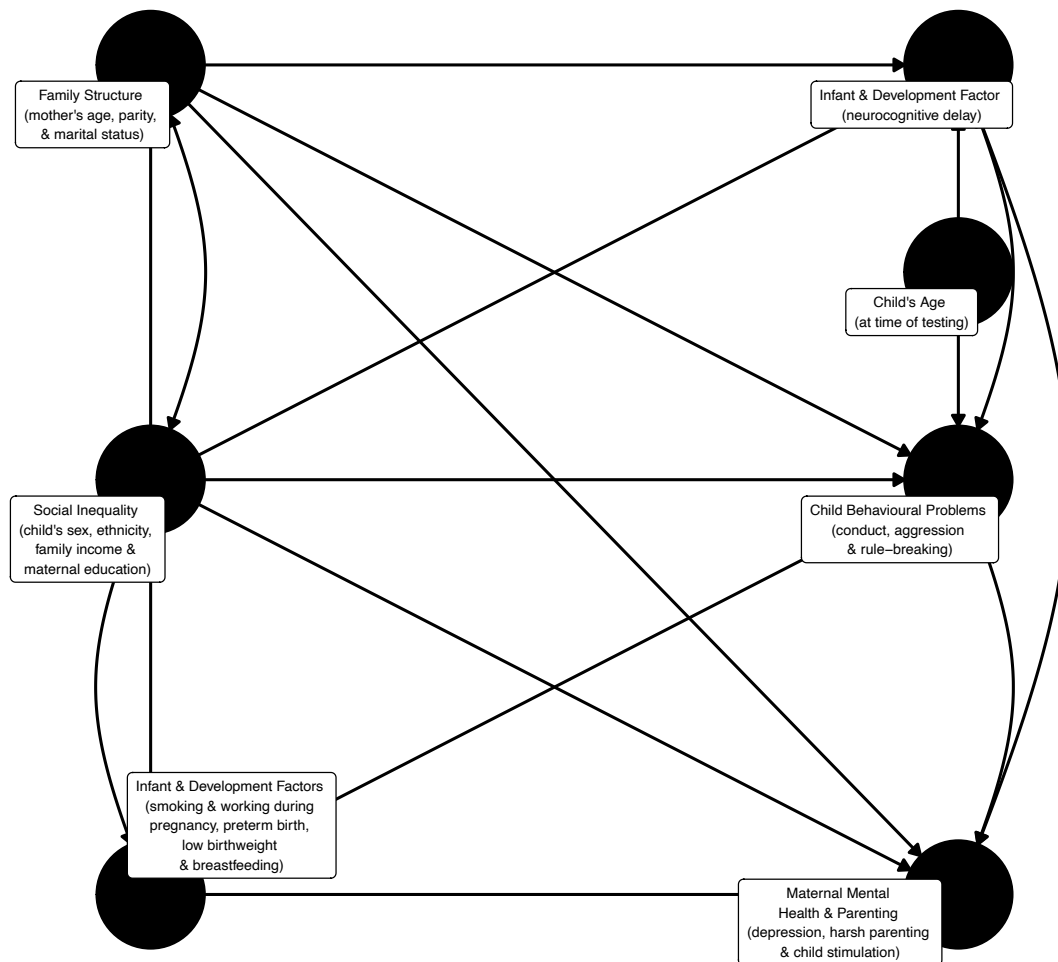 Family Structure
(mother's age, parity,
& marital status)
Infant & Development Factor
(neurocognitive delay)
Child's Age
(at time of testing)
Social Inequality
(child's sex, ethnicity,
family income &
maternal education)
Child Behavioural Problems
(conduct, aggression
& rule−breaking)
Infant & Development Factors
(smoking & working during
pregnancy, preterm birth,
low birthweight
& breastfeeding)
Maternal Mental
Health & Parenting
(depression, harsh parenting
& child stimulation)